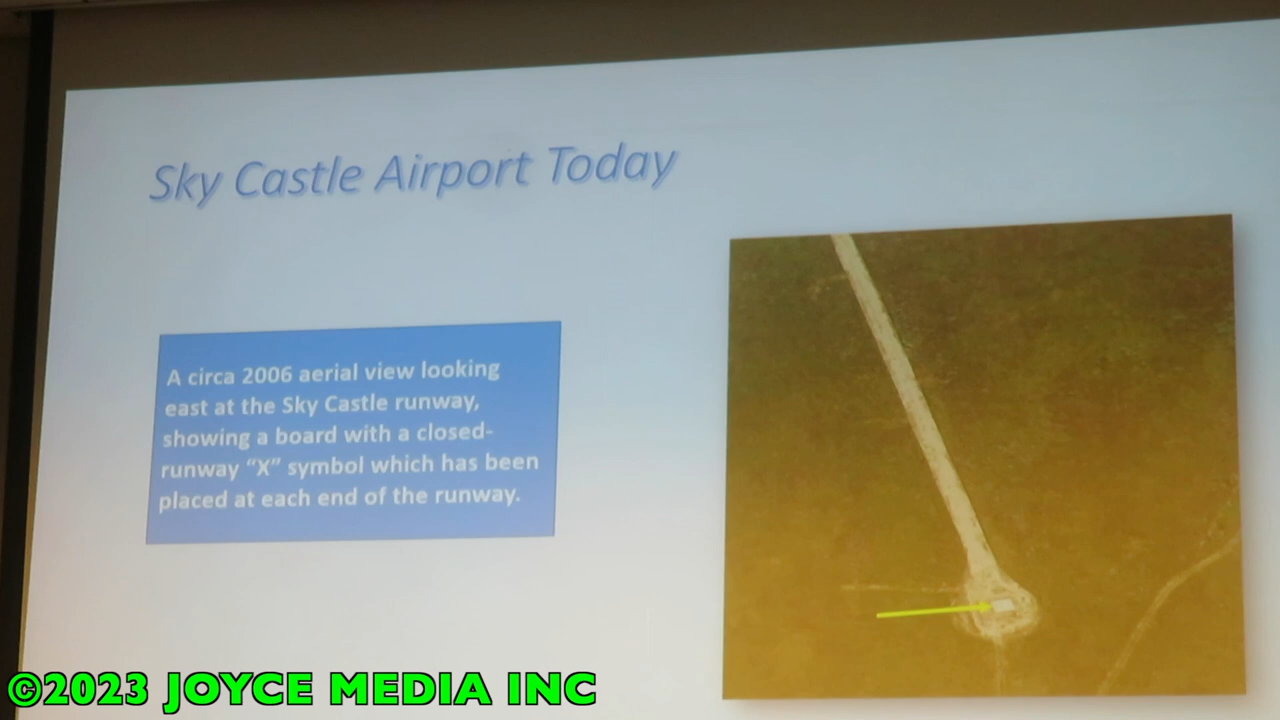 Sky Castle Airport Today
A circa 2006 aerial view looking
east at the Sky Castle runway,
showing a board with a closed-
runway “X” symbol which has been
placed at each end of the runway.
©2023 JOYCE MEDIA INC